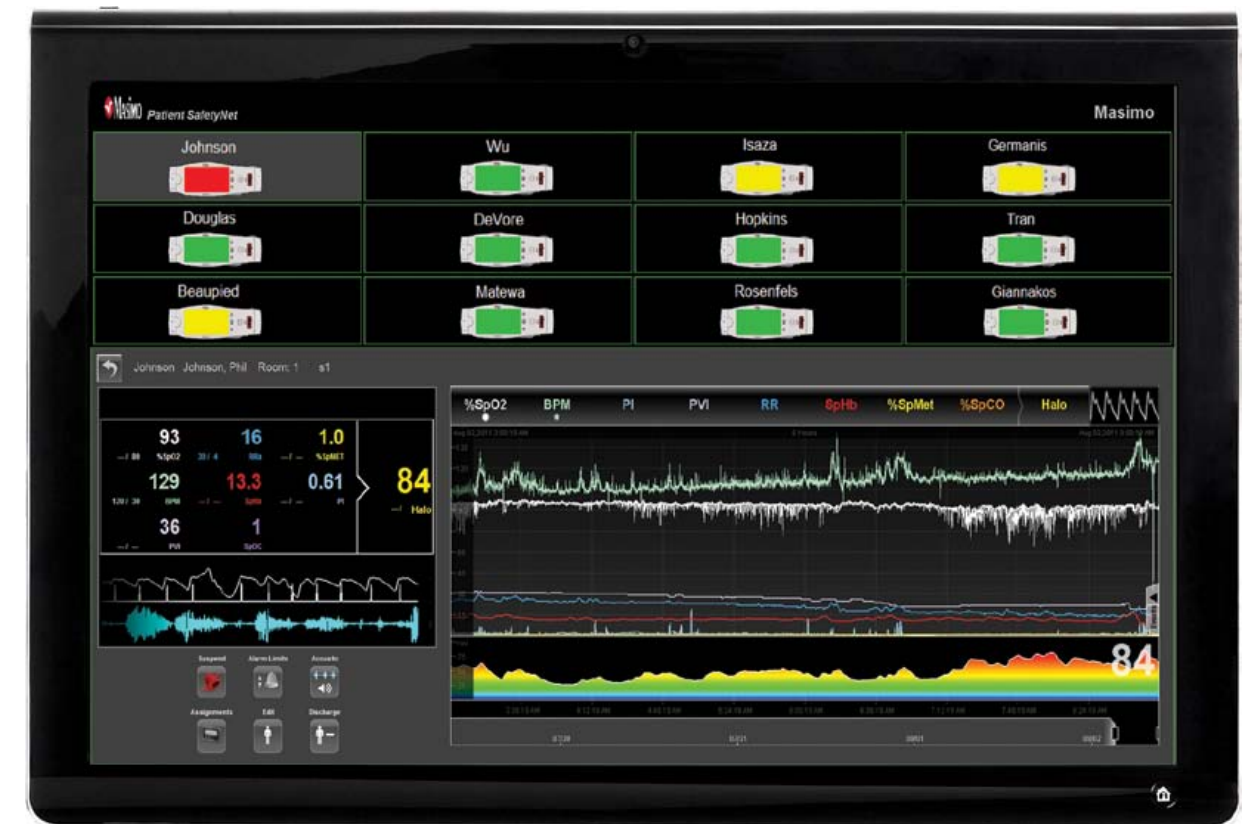 Masimo Patient SafetyNet
Masimo
Johnson
Wu
Isaza
Germanis
Douglas
DeVore
Hopkins
Tran
Beaupied
Matewa
Rosenfels
Giannakos
Johnson Johnson, Phil Room: 1 s1
93 16 1.0
%SpO2 RRa %SpMET
129 13.3 0.61
BPM SpHb PI
84
Halo
36 1
PVI SpOC
Suspend Alarm Limits Acoustic
Assignments Edit Discharge
%SpO2 BPM PI PVI RR SpHb %SpMet %SpCO Halo
84